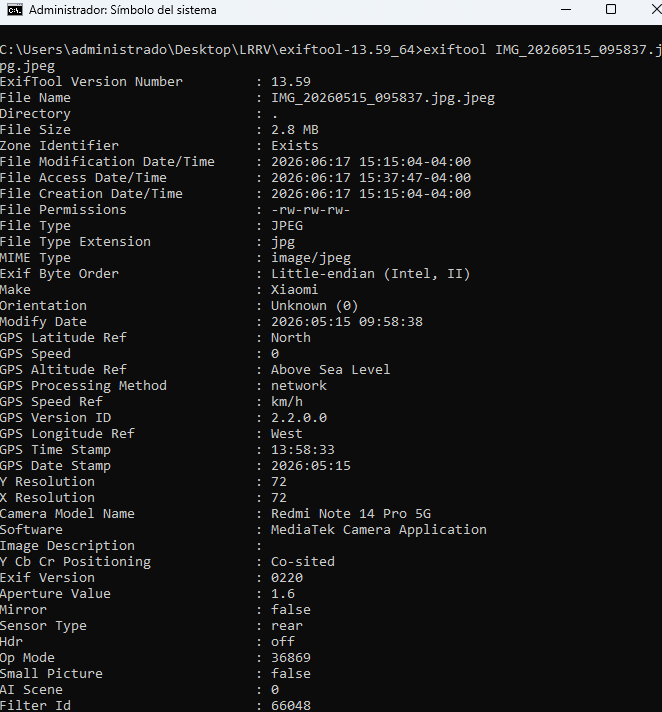 Administrador: Símbolo del sistema
C:\Users\administrado\Desktop\LRRV\exiftool-13.59_64>exiftool IMG_20260515_095837.j
pg.jpeg
ExifTool Version Number         : 13.59
File Name                       : IMG_20260515_095837.jpg.jpeg
Directory                       : .
File Size                       : 2.8 MB
Zone Identifier                 : Exists
File Modification Date/Time     : 2026:06:17 15:15:04-04:00
File Access Date/Time           : 2026:06:17 15:37:47-04:00
File Creation Date/Time         : 2026:06:17 15:15:04-04:00
File Permissions                : -rw-rw-rw-
File Type                       : JPEG
File Type Extension             : jpg
MIME Type                       : image/jpeg
Exif Byte Order                 : Little-endian (Intel, II)
Make                            : Xiaomi
Orientation                     : Unknown (0)
Modify Date                     : 2026:05:15 09:58:38
GPS Latitude Ref                : North
GPS Speed                       : 0
GPS Altitude Ref                : Above Sea Level
GPS Processing Method           : network
GPS Speed Ref                   : km/h
GPS Version ID                  : 2.2.0.0
GPS Longitude Ref               : West
GPS Time Stamp                  : 13:58:33
GPS Date Stamp                  : 2026:05:15
Y Resolution                    : 72
X Resolution                    : 72
Camera Model Name               : Redmi Note 14 Pro 5G
Software                        : MediaTek Camera Application
Image Description               :
Y Cb Cr Positioning             : Co-sited
Exif Version                    : 0220
Aperture Value                  : 1.6
Mirror                          : false
Sensor Type                     : rear
Hdr                             : off
Op Mode                         : 36869
Small Picture                   : false
AI Scene                        : 0
Filter Id                       : 66048